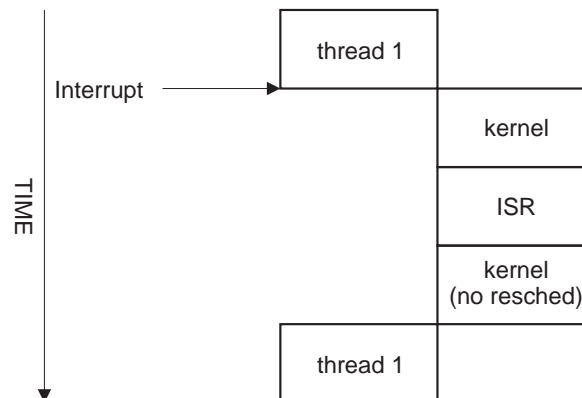 thread 1
Interrupt
kernel
TIME
ISR
kernel
(no resched)
thread 1